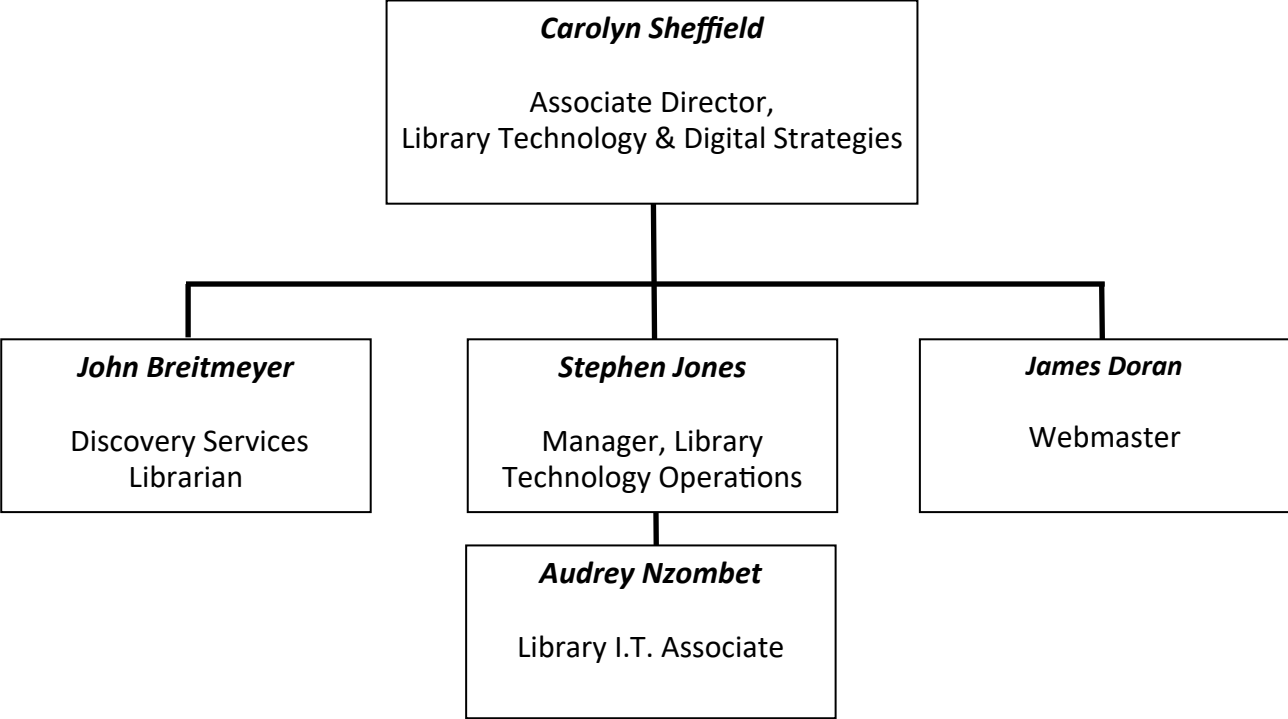 Carolyn Sheffield
Associate Director,
Library Technology & Digital Strategies
John Breitmeyer
Discovery Services
Librarian
Stephen Jones
Manager, Library
Technology Operations
James Doran
Webmaster
Audrey Nzombet
Library I.T. Associate